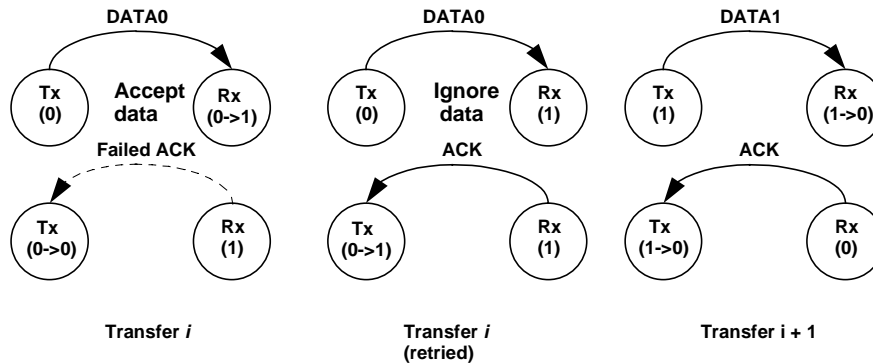 DATA0
Tx
(0)
Accept
data
Rx
(0->1)
Failed ACK
Tx
(0->0)
Rx
(1)
Transfer i
DATA0
Tx
(0)
Ignore
data
Rx
(1)
ACK
Tx
(0->1)
Rx
(1)
Transfer i
(retried)
DATA1
Tx
(1)
Rx
(1->0)
ACK
Tx
(1->0)
Rx
(0)
Transfer i + 1